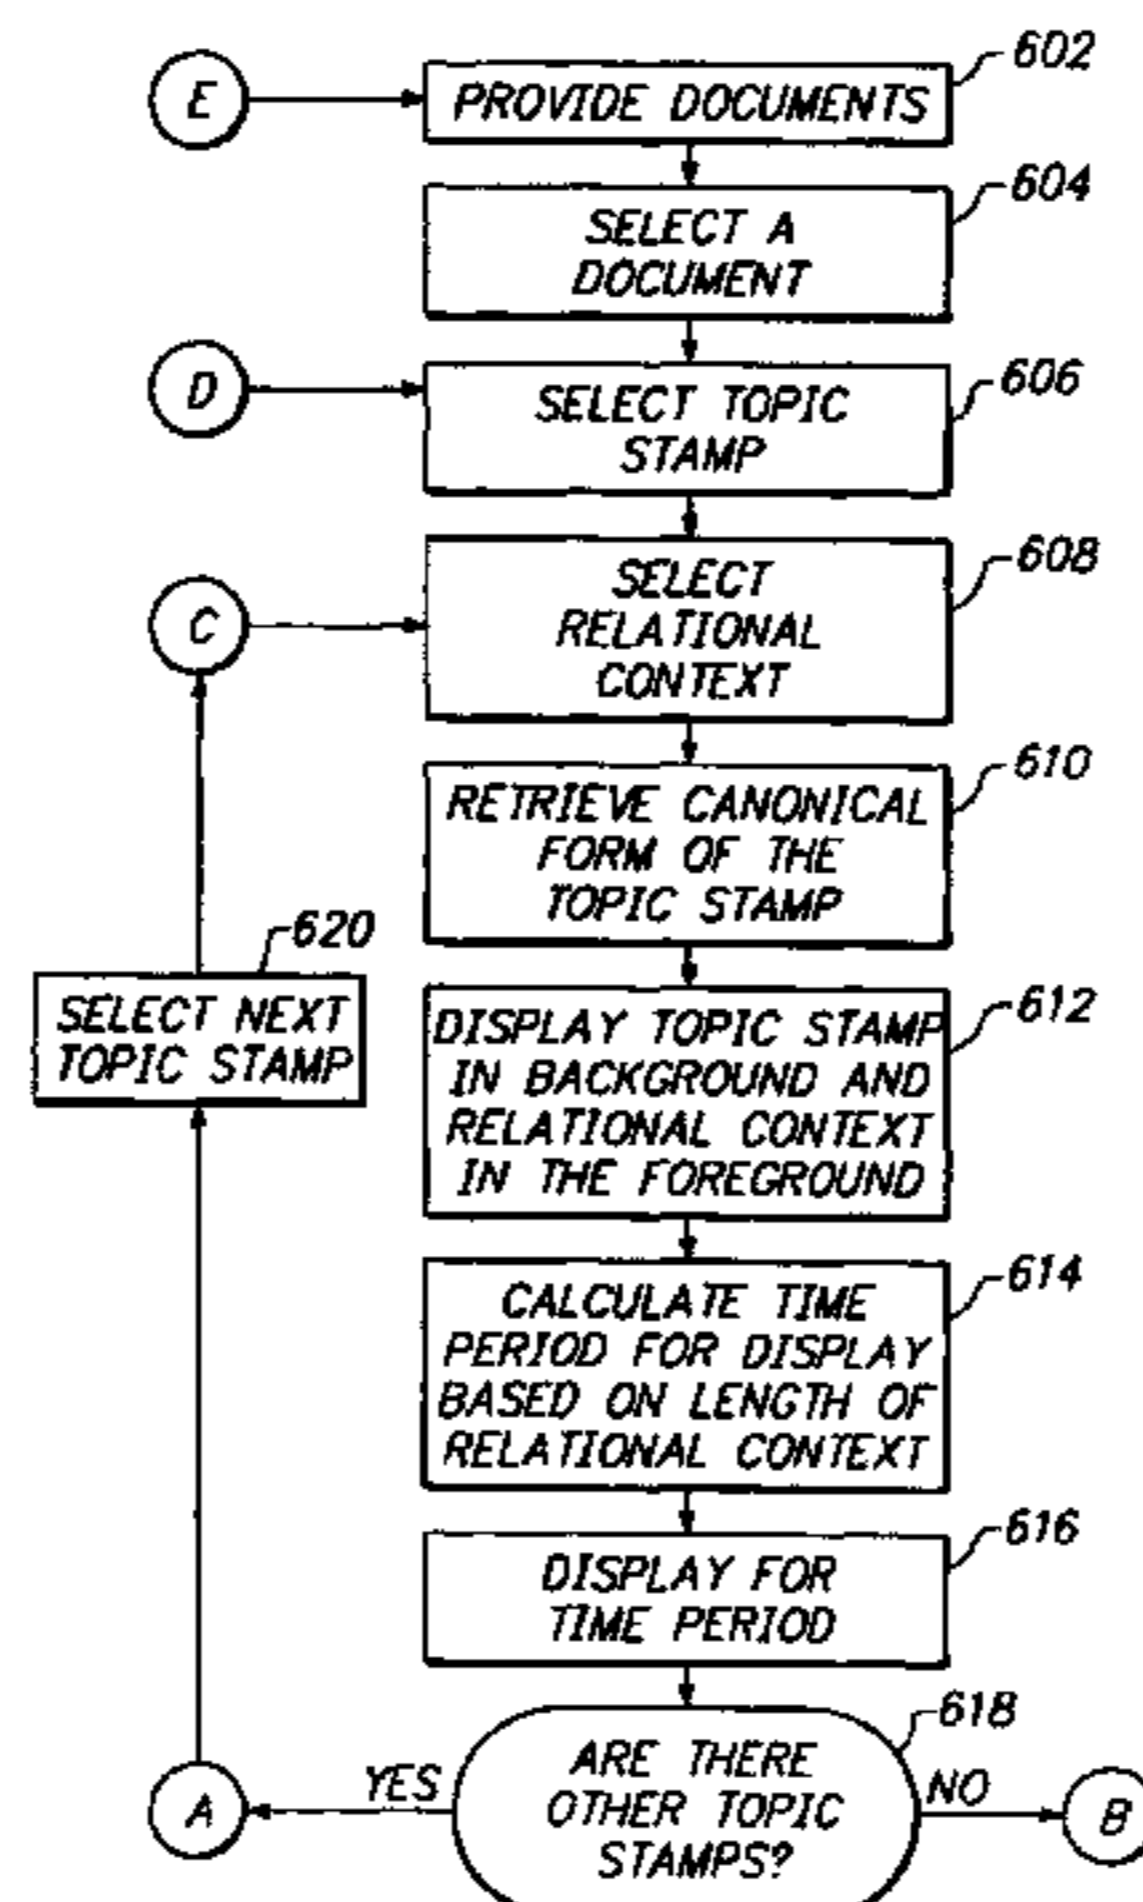 602
E
PROVIDE DOCUMENTS
604
SELECT A
DOCUMENT
D
606
SELECT TOPIC
STAMP
608
C
SELECT
RELATIONAL
CONTEXT
610
RETRIEVE CANONICAL
FORM OF THE
TOPIC STAMP
620
SELECT NEXT
TOPIC STAMP
612
DISPLAY TOPIC STAMP
IN BACKGROUND AND
RELATIONAL CONTEXT
IN THE FOREGROUND
614
CALCULATE TIME
PERIOD FOR DISPLAY
BASED ON LENGTH OF
RELATIONAL CONTEXT
616
DISPLAY FOR
TIME PERIOD
618
ARE THERE
OTHER TOPIC
STAMPS?
YES
A
NO
B